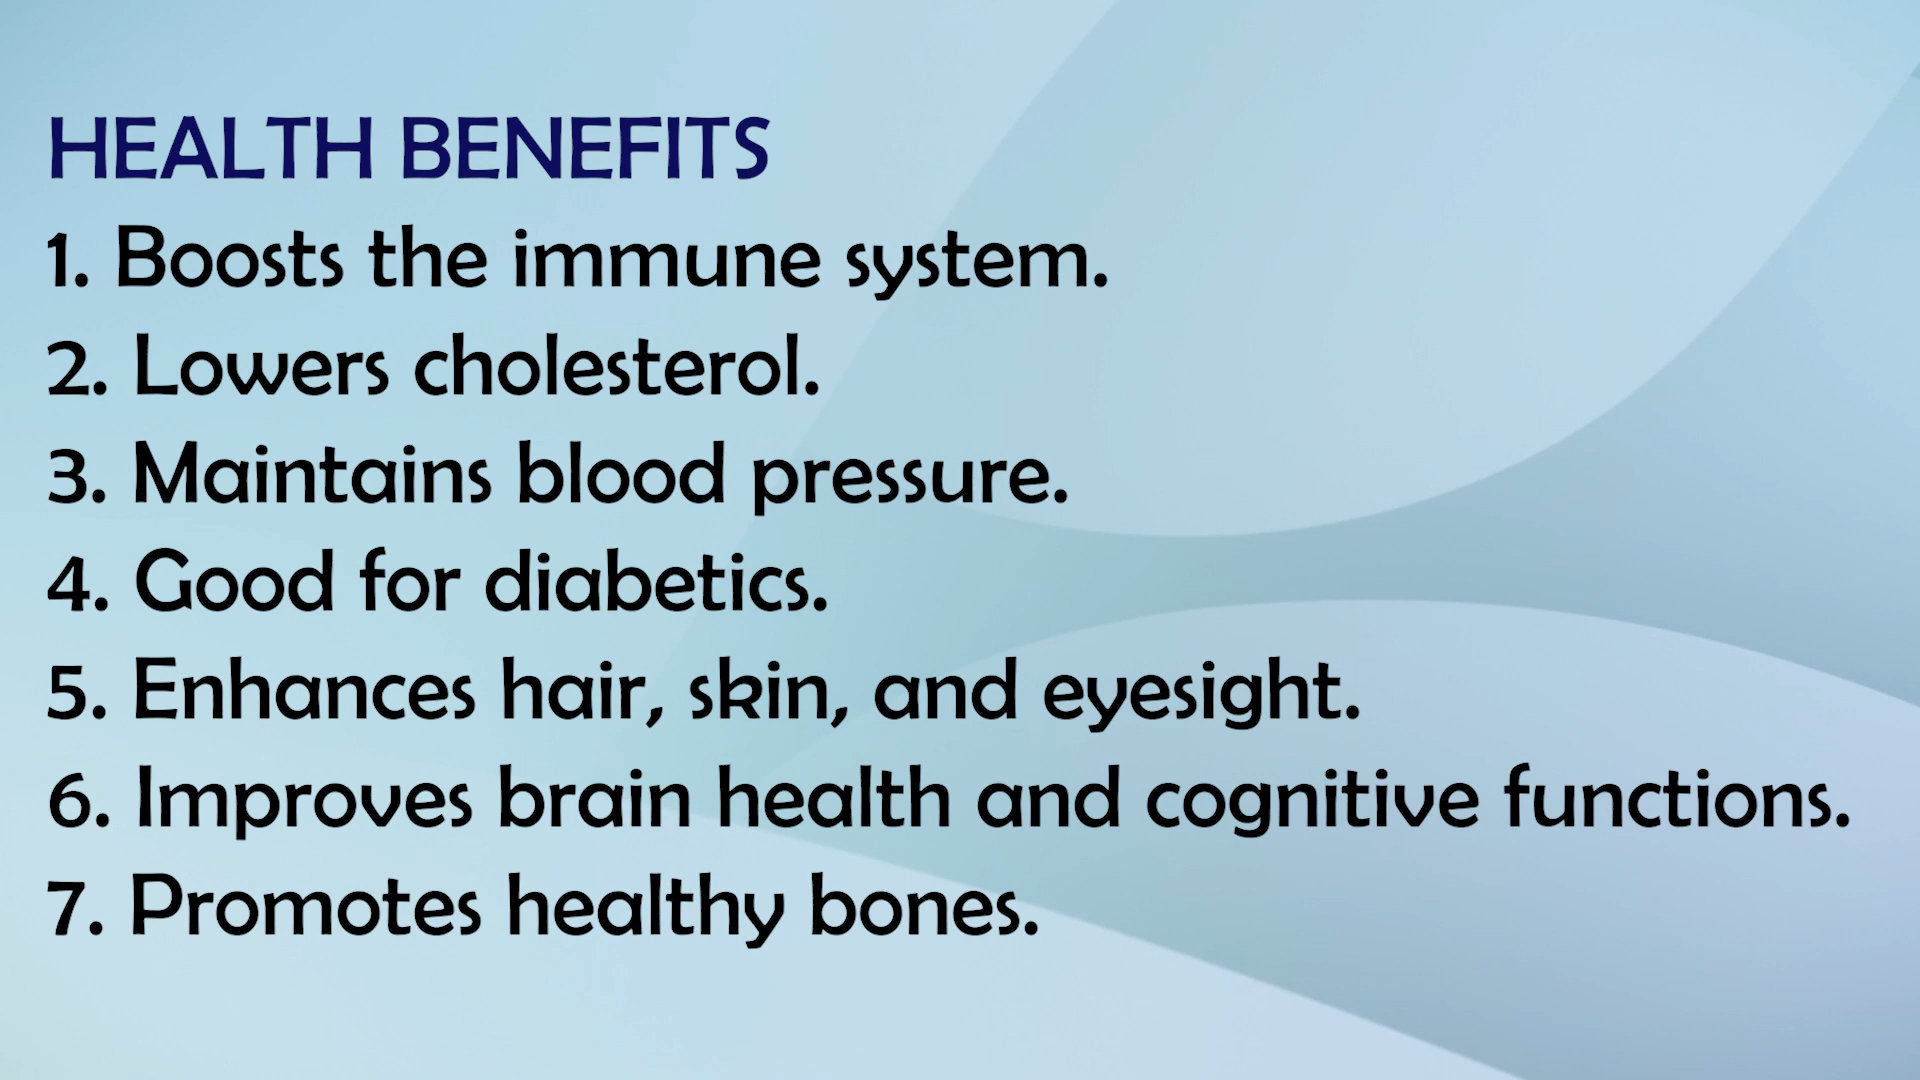 HEALTH BENEFITS
1. Boosts the immune system.
2. Lowers cholesterol.
3. Maintains blood pressure.
4. Good for diabetics.
5. Enhances hair, skin, and eyesight.
6. Improves brain health and cognitive functions.
7. Promotes healthy bones.